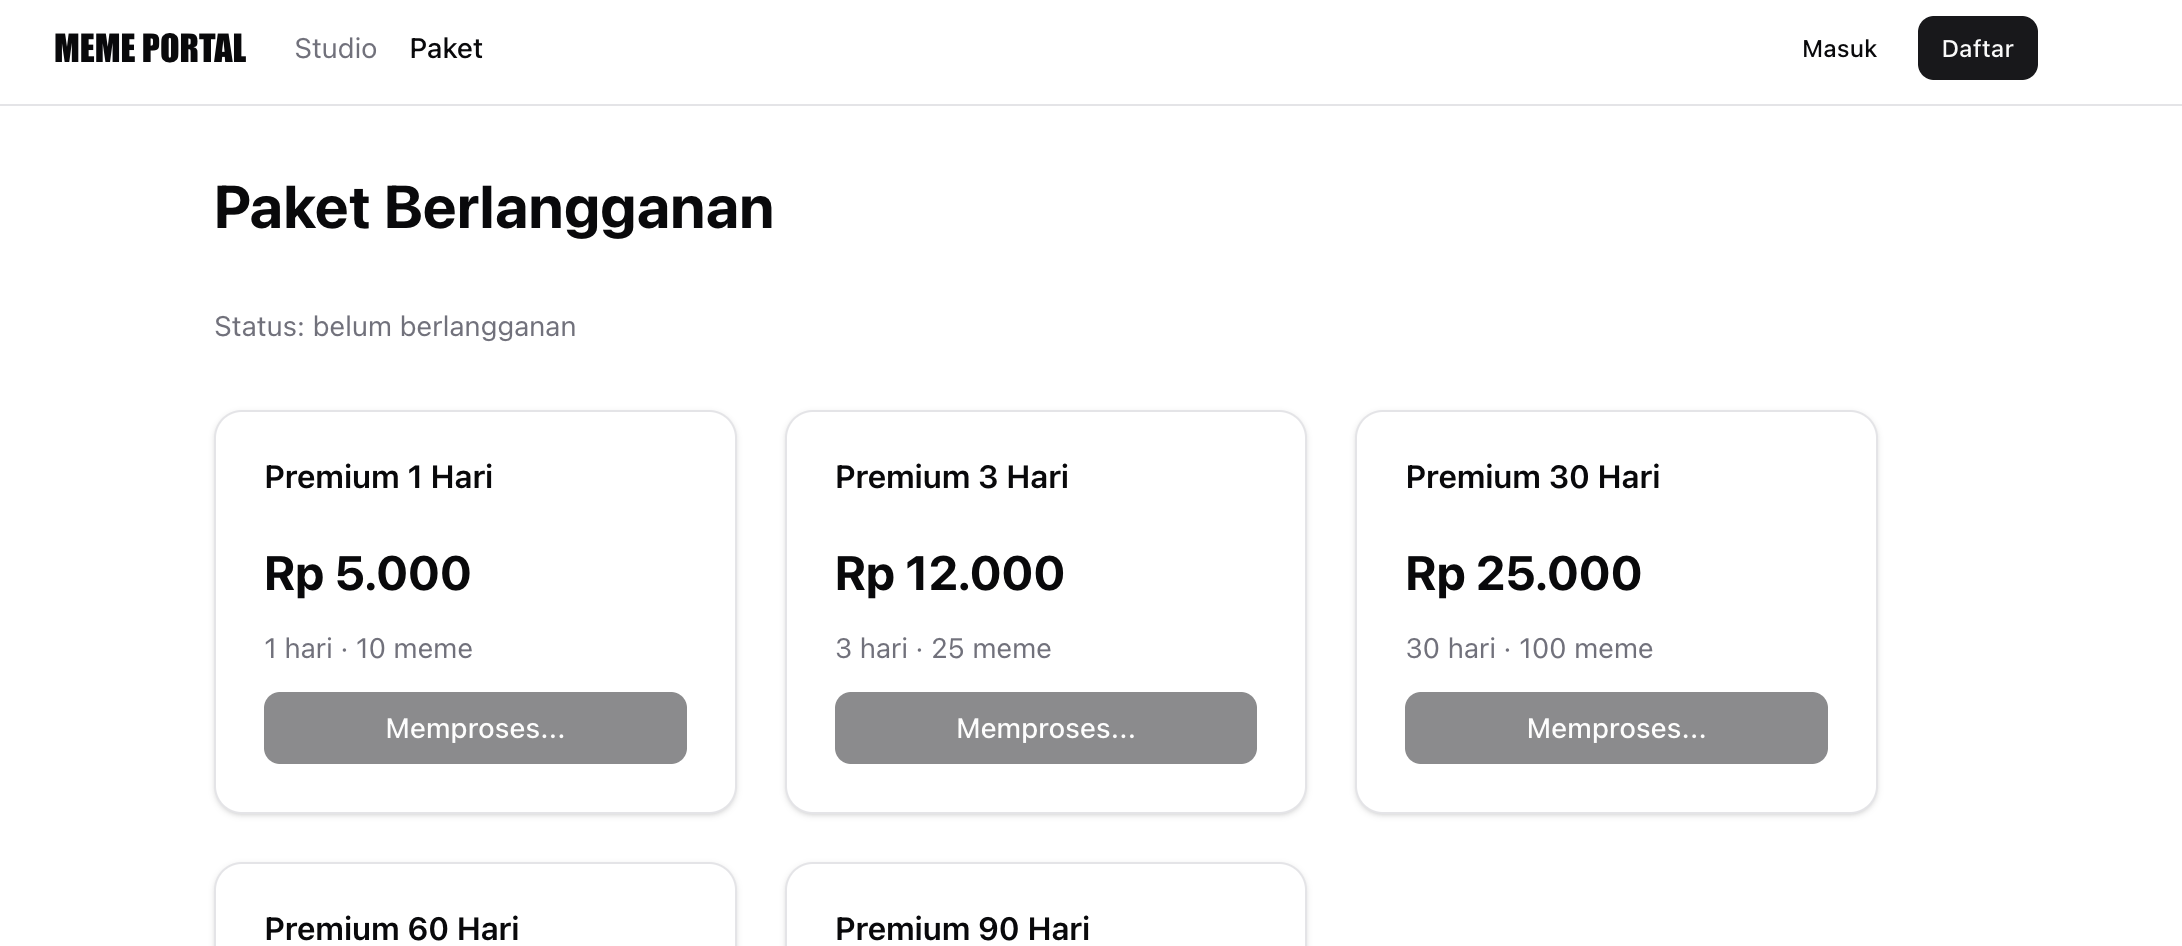 MEME PORTAL Studio Paket Masuk Daftar
Paket Berlangganan
Status: belum berlangganan
Premium 1 Hari
Rp 5.000
1 hari · 10 meme
Memproses...
Premium 3 Hari
Rp 12.000
3 hari · 25 meme
Memproses...
Premium 30 Hari
Rp 25.000
30 hari · 100 meme
Memproses...
Premium 60 Hari
Premium 90 Hari